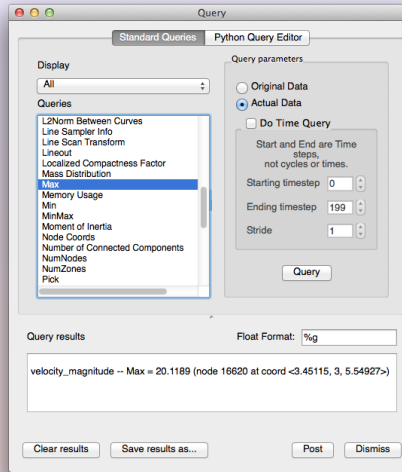 Query
Standard Queries
Python Query Editor
Display
All
Queries
L2Norm Between Curves
Line Sampler Info
Line Scan Transform
Lineout
Localized Compactness Factor
Mass Distribution
Max
Memory Usage
Min
MinMax
Moment of Inertia
Node Coords
Number of Connected Components
NumNodes
NumZones
Pick
Query parameters
Original Data
Actual Data
Do Time Query
Start and End are Time
steps,
not cycles or times.
Starting timestep 0
Ending timestep 199
Stride 1
Query
Query results
Float Format: %g
velocity_magnitude -- Max = 20.1189 (node 16620 at coord <3.45115, 3, 5.54927>)
Clear results
Save results as...
Post
Dismiss